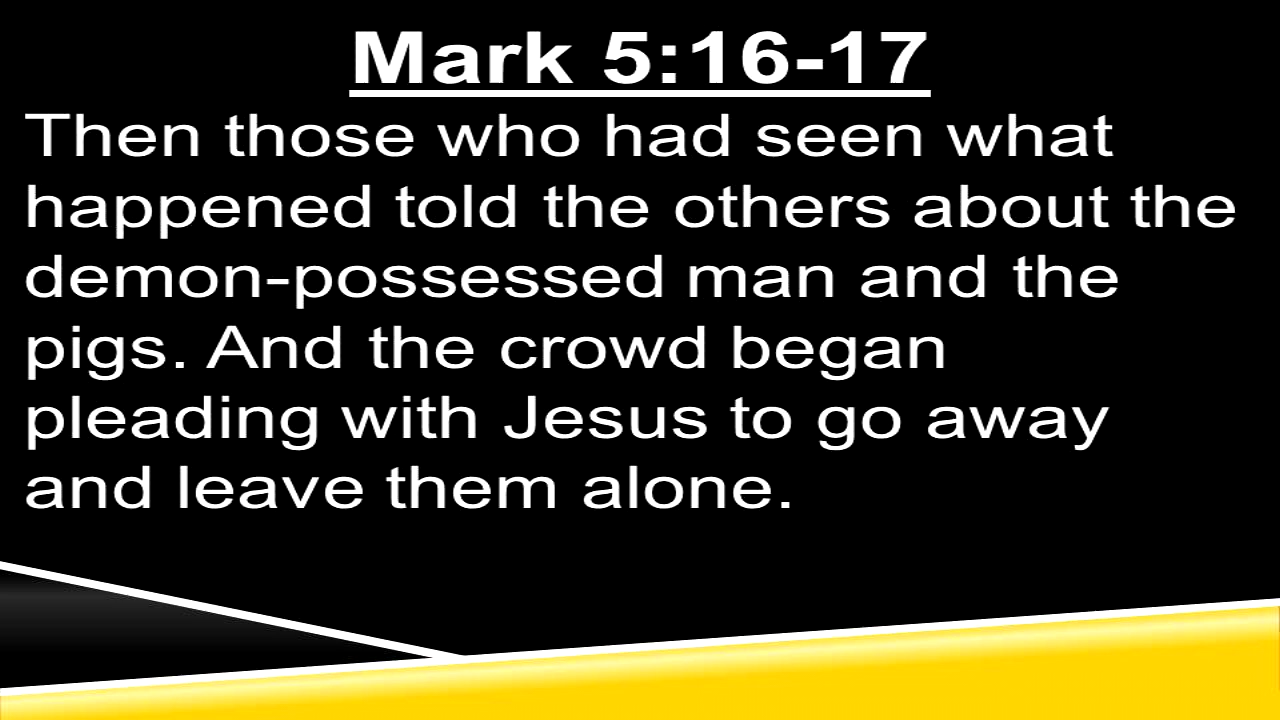 Mark 5:16-17
Then those who had seen what
happened told the others about the
demon-possessed man and the
pigs. And the crowd began
pleading with Jesus to go away
and leave them alone.